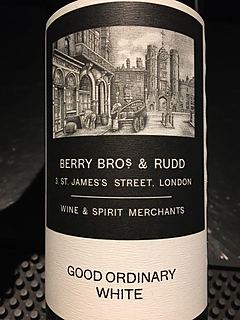 BERRY BROS & RUDD
3, ST. JAMES'S STREET, LONDON
WINE & SPIRIT MERCHANTS
GOOD ORDINARY
WHITE